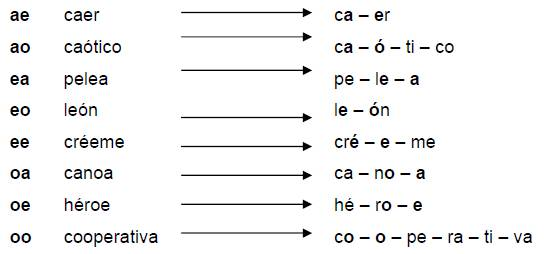 ae caer ca – er
ao caótico ca – ó – ti – co
ea pelea pe – le – a
eo león le – ón
ee créeme cré – e – me
oa canoa ca – no – a
oe héroe hé – ro – e
oo cooperativa co – o – pe – ra – ti – va